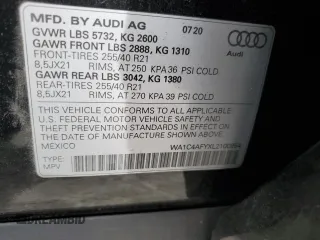 MFD. BY AUDI AG 07/20
GVWR LBS 5732, KG 2600
GAWR FRONT LBS 2888, KG 1310
FRONT-TIRES 255/40 R21
8,5JX21 RIMS, AT 250 KPA 36 PSI COLD
GAWR REAR LBS 3042, KG 1380
REAR-TIRES 255/40 R21
8,5JX21 RIMS, AT 270 KPA 39 PSI COLD
THIS VEHICLE CONFORMS TO ALL APPLICABLE
U.S. FEDERAL MOTOR VEHICLE SAFETY
STANDARDS IN EFFECT ON THE
DATE OF MANUFACTURE SHOWN ABOVE
MEXICO
TYPE:
MPV
Audi